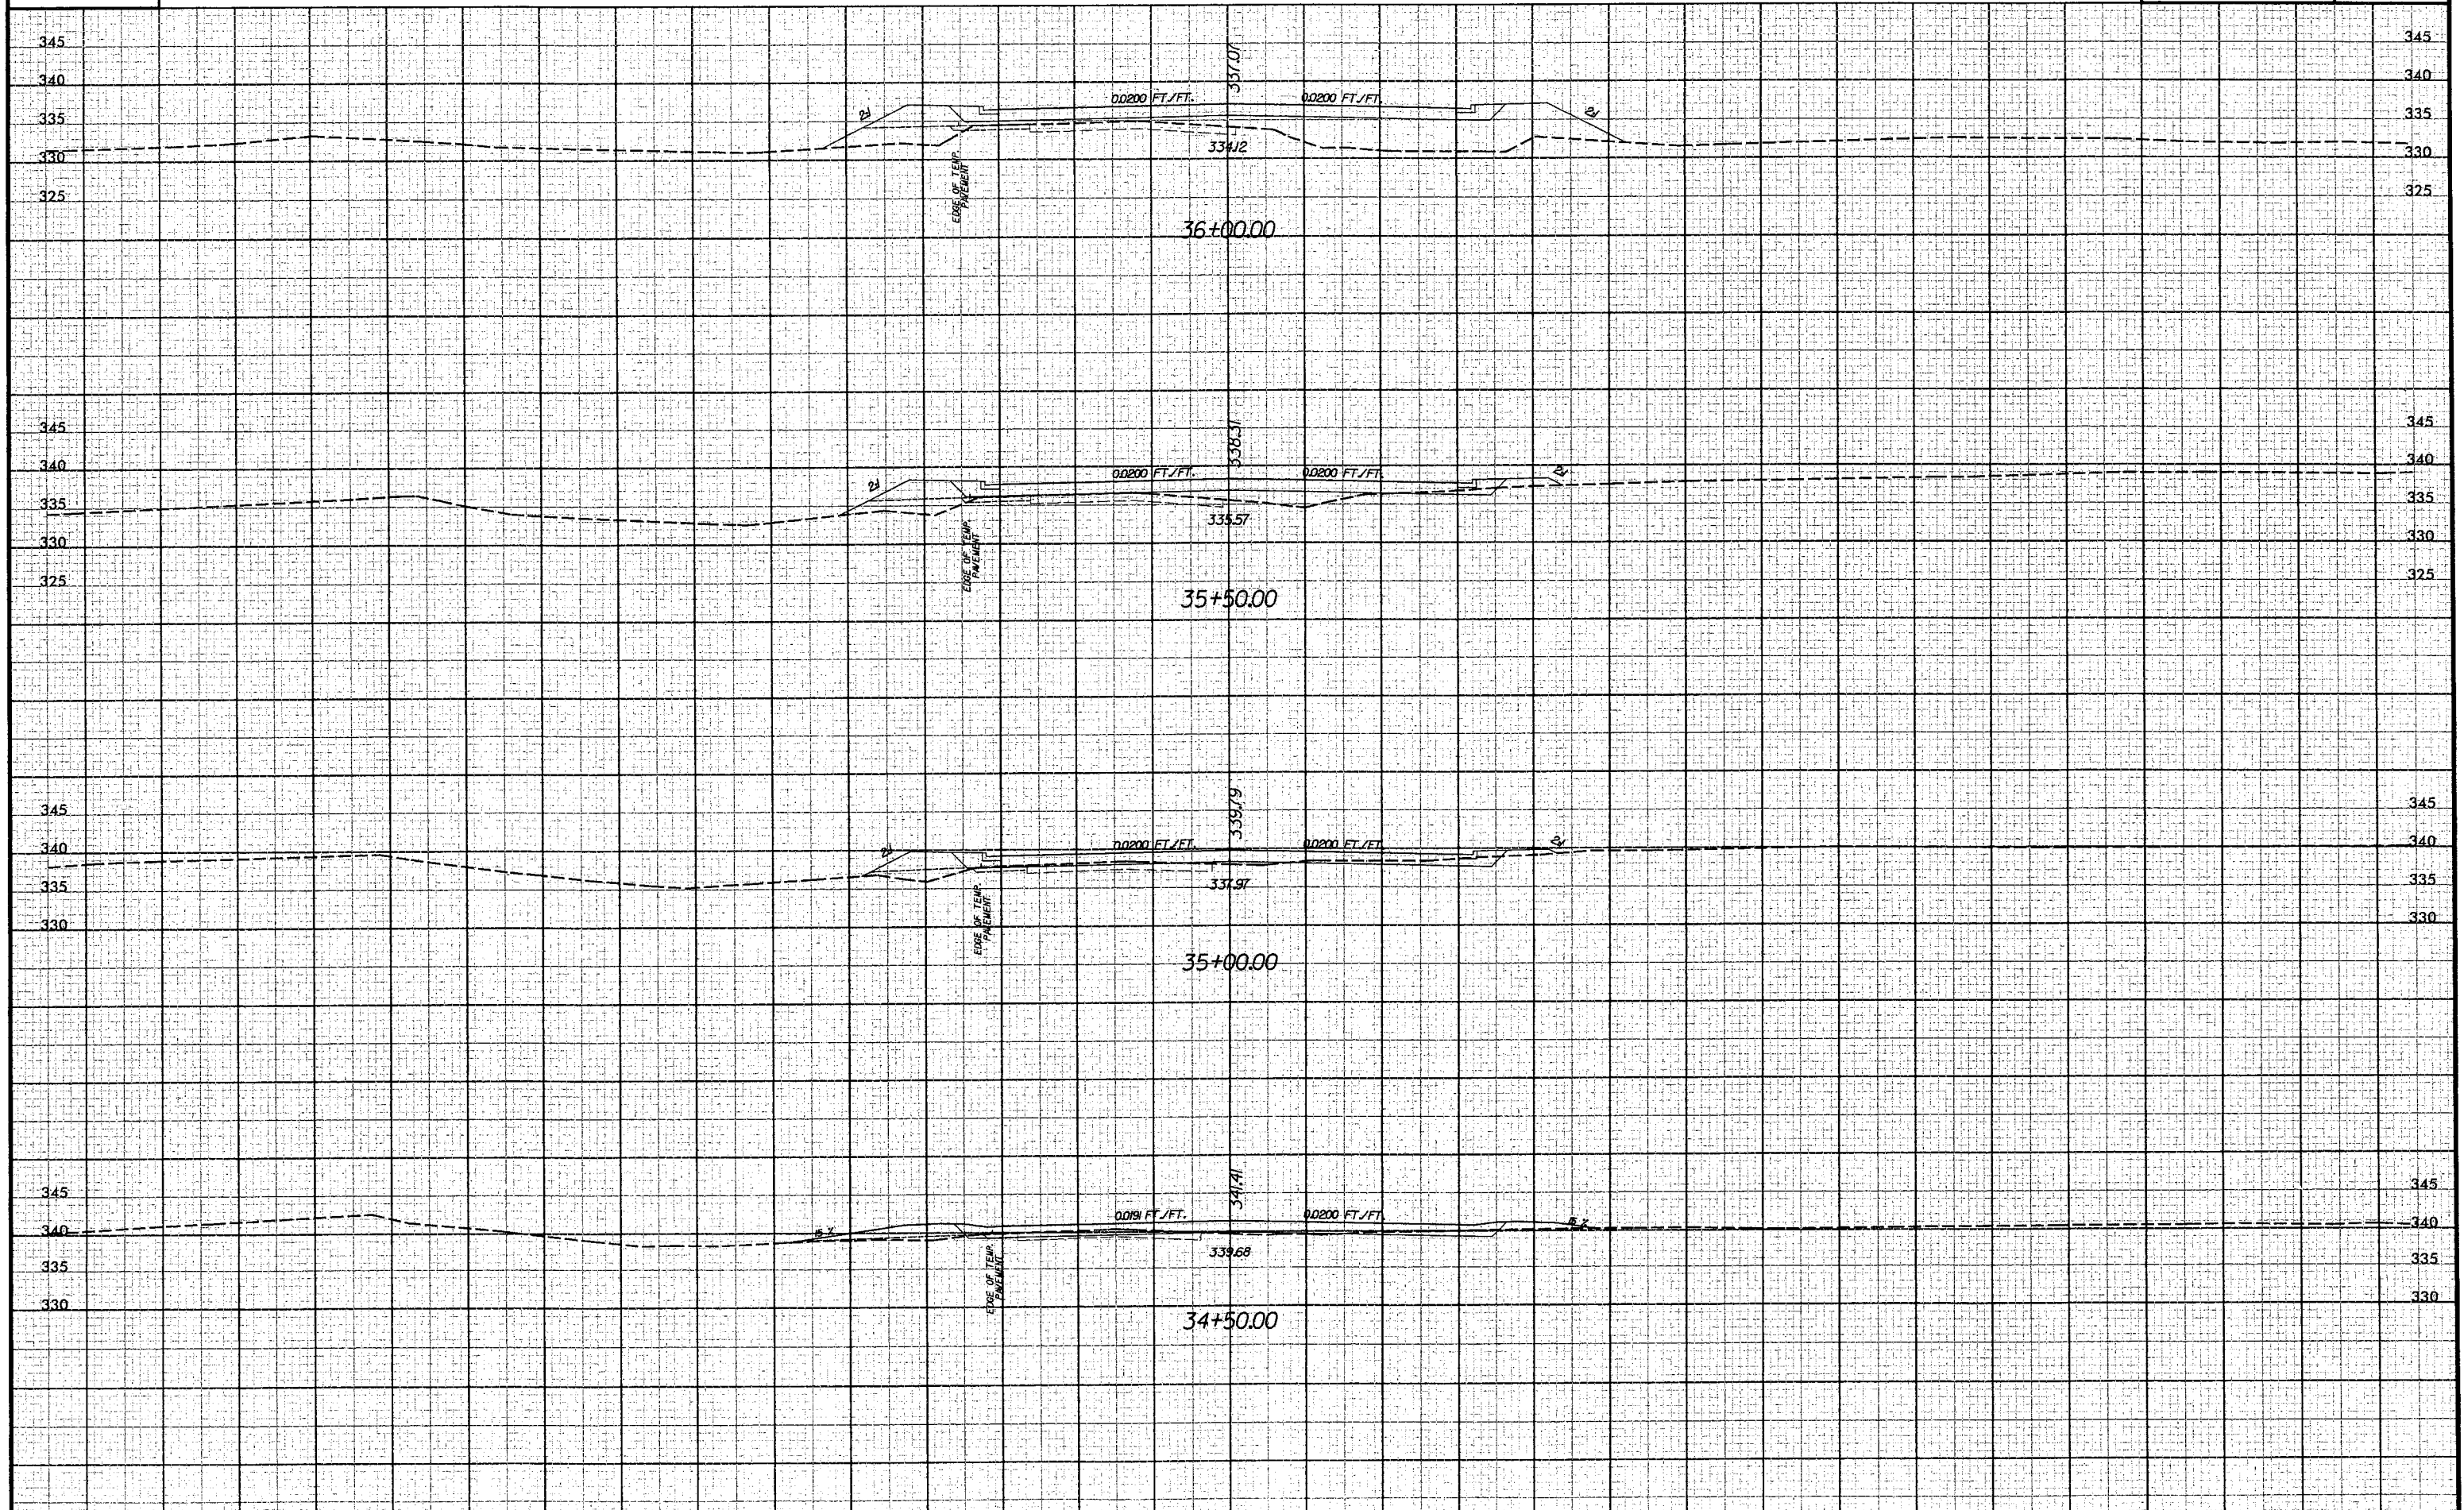 345 337.07 345
340 340
0.0200 FT./FT. 0.0200 FT./FT.
335 2:1 2:1 335
330 334.12 330
325 EDGE OF TEMP. 325
PAVEMENT
36+00.00
345 338.31 345
340 0.0200 FT./FT. 0.0200 FT./FT. 2:1 340
2:1
335 335.57 335
330 330
325 EDGE OF TEMP. 325
PAVEMENT
35+50.00
345 339.79 345
340 2:1 0.0200 FT./FT. 0.0200 FT./FT. 2:1 340
335 337.97 335
330 EDGE OF TEMP. 330
PAVEMENT
35+00.00
345 341.41 345
340 0.0191 FT./FT. 0.0200 FT./FT. 340
335 339.68 335
330 EDGE OF TEMP. 330
PAVEMENT
34+50.00